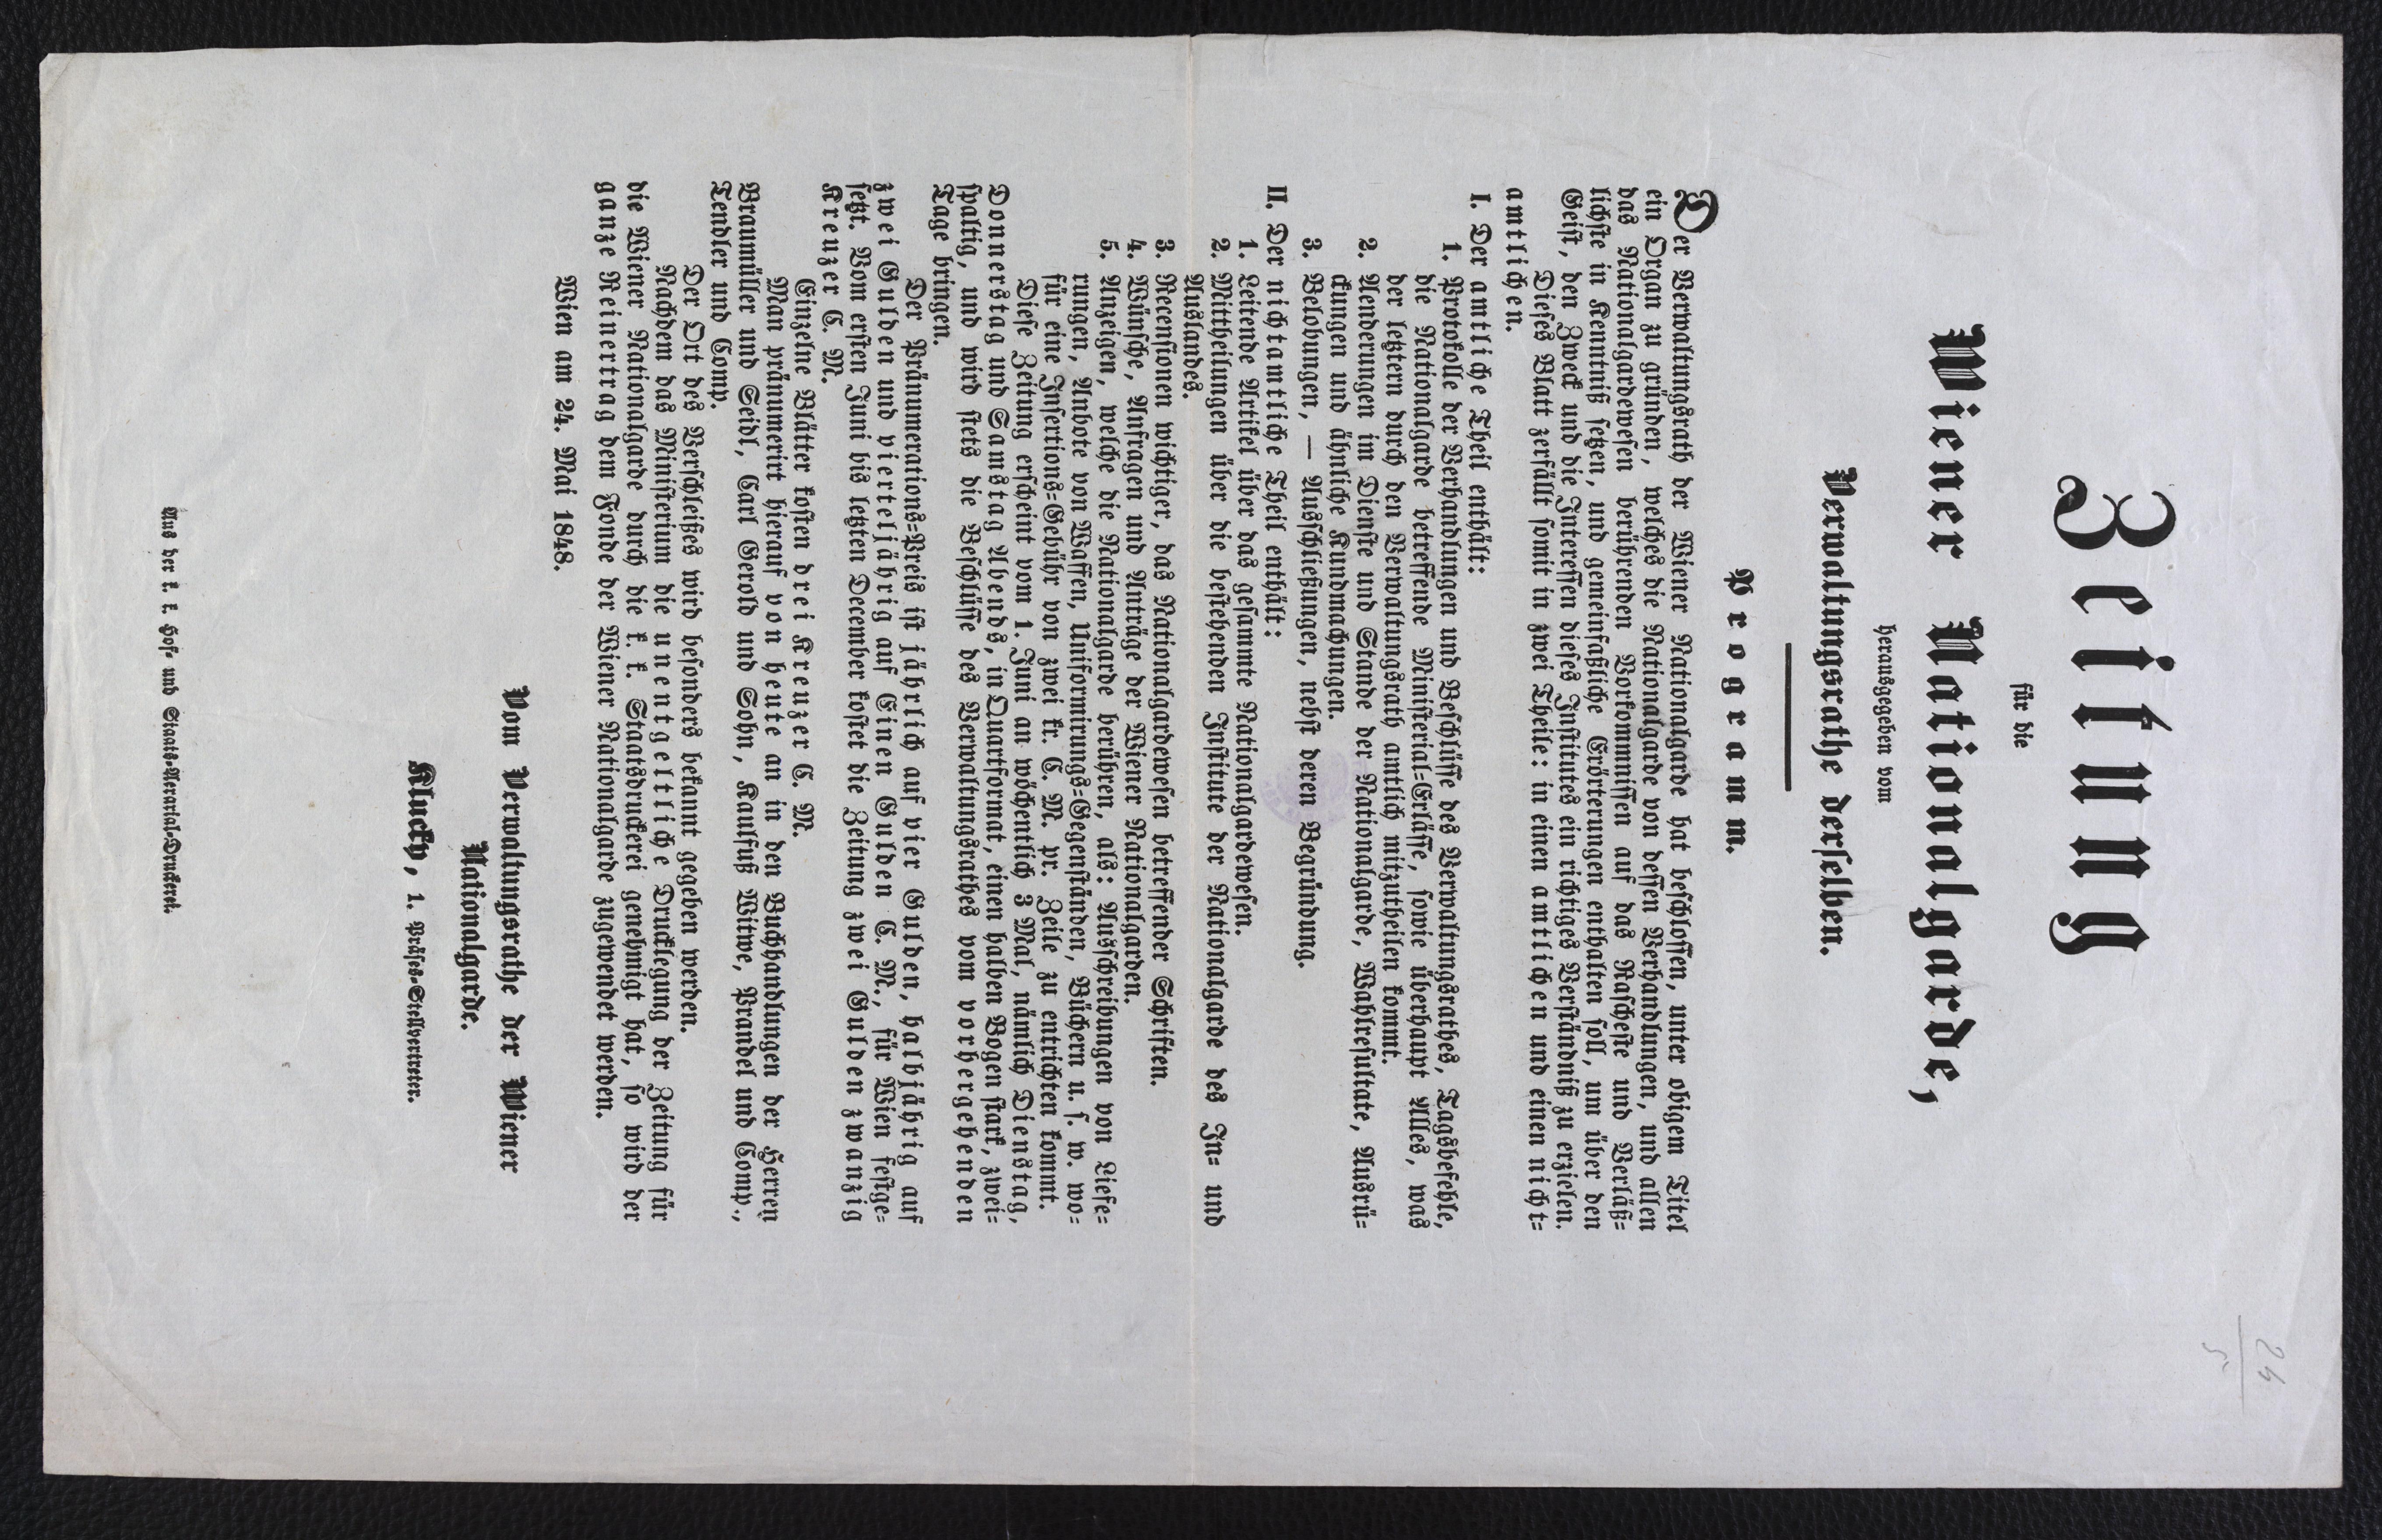 Zeitung
für die
Wiener Nationalgarde,
herausgegeben vom
Verwaltungsrathe derselben.
Programm.
Der Verwaltungsrath der Wiener Nationalgarde hat beschlossen, unter obigem Titel
ein Organ zu gründen, welches die Nationalgarde von dessen Verhandlungen, und allen
das Nationalgardewesen berührenden Vorkommnissen auf das Rascheste und Verläß-
lichste in Kenntniß setzen, und gemeinfaßliche Erörterungen enthalten soll, um über den
Geist, den Zweck und die Interessen dieses Institutes ein richtiges Verständniß zu erzielen.
Dieses Blatt zerfällt somit in zwei Theile: in einen amtlichen und einen nicht-
amtlichen.
I. Der amtliche Theil enthält:
1. Protokolle der Verhandlungen und Beschlüsse des Verwaltungsrathes, Tagsbefehle,
die Nationalgarde betreffende Ministerial-Erlässe, sowie überhaupt Alles, was
der letztern durch den Verwaltungsrath amtlich mitzutheilen kommt.
2. Aenderungen im Dienste und Stande der Nationalgarde, Wahlresultate, Ausrü-
ckungen und ähnliche Kundmachungen.
3. Belobungen, — Ausschließungen, nebst deren Begründung.
II. Der nichtamtliche Theil enthält:
1. Leitende Artikel über das gesammte Nationalgardewesen.
2. Mittheilungen über die bestehenden Institute der Nationalgarde des In- und
Auslandes.
3. Recensionen wichtiger, das Nationalgardewesen betreffender Schriften.
4. Wünsche, Anfragen und Anträge der Wiener Nationalgarden.
5. Anzeigen, welche die Nationalgarde berühren, als: Ausschreibungen von Liefe-
rungen, Anbote von Waffen, Uniformirungs-Gegenständen, Büchern u. s. w. wo-
für eine Insertions-Gebühr von zwei kr. C. M. pr. Zeile zu entrichten kommt.
Diese Zeitung erscheint vom 1. Juni an wöchentlich 3 Mal, nämlich Dienstag,
Donnerstag und Samstag Abends, in Quartformat, einen halben Bogen stark, zwei-
spaltig, und wird stets die Beschlüsse des Verwaltungsrathes vom vorhergehenden
Tage bringen.
Der Pränumerations-Preis ist jährlich auf vier Gulden, halbjährig auf
zwei Gulden und vierteljährig auf Einen Gulden C. M., für Wien festge-
setzt. Vom ersten Juni bis letzten December kostet die Zeitung zwei Gulden zwanzig
Kreuzer C. M.
Einzelne Blätter kosten drei Kreuzer C. M.
Man pränumerirt hierauf von heute an in den Buchhandlungen der Herren
Braumüller und Seidl, Carl Gerold und Sohn, Kaulfuß Witwe, Prandel und Comp.,
Tendler und Comp.
Der Ort des Verschleißes wird besonders bekannt gegeben werden.
Nachdem das Ministerium die unentgeltliche Drucklegung der Zeitung für
die Wiener Nationalgarde durch die k. k. Staatsdruckerei genehmigt hat, so wird der
ganze Reinertrag dem Fonde der Wiener Nationalgarde zugewendet werden.
Wien am 24. Mai 1848.
Vom Verwaltungsrathe der Wiener
Nationalgarde.
Klucky, 1. Präses-Stellvertreter.
Aus der k. k. Hof- und Staats-Aerarial-Druckerei.
24
5